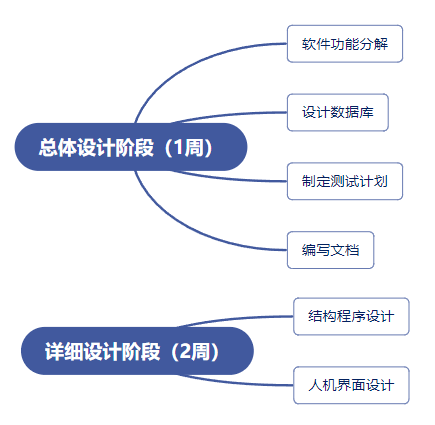 总体设计阶段（1周）
软件功能分解
设计数据库
制定测试计划
编写文档
详细设计阶段（2周）
结构程序设计
人机界面设计